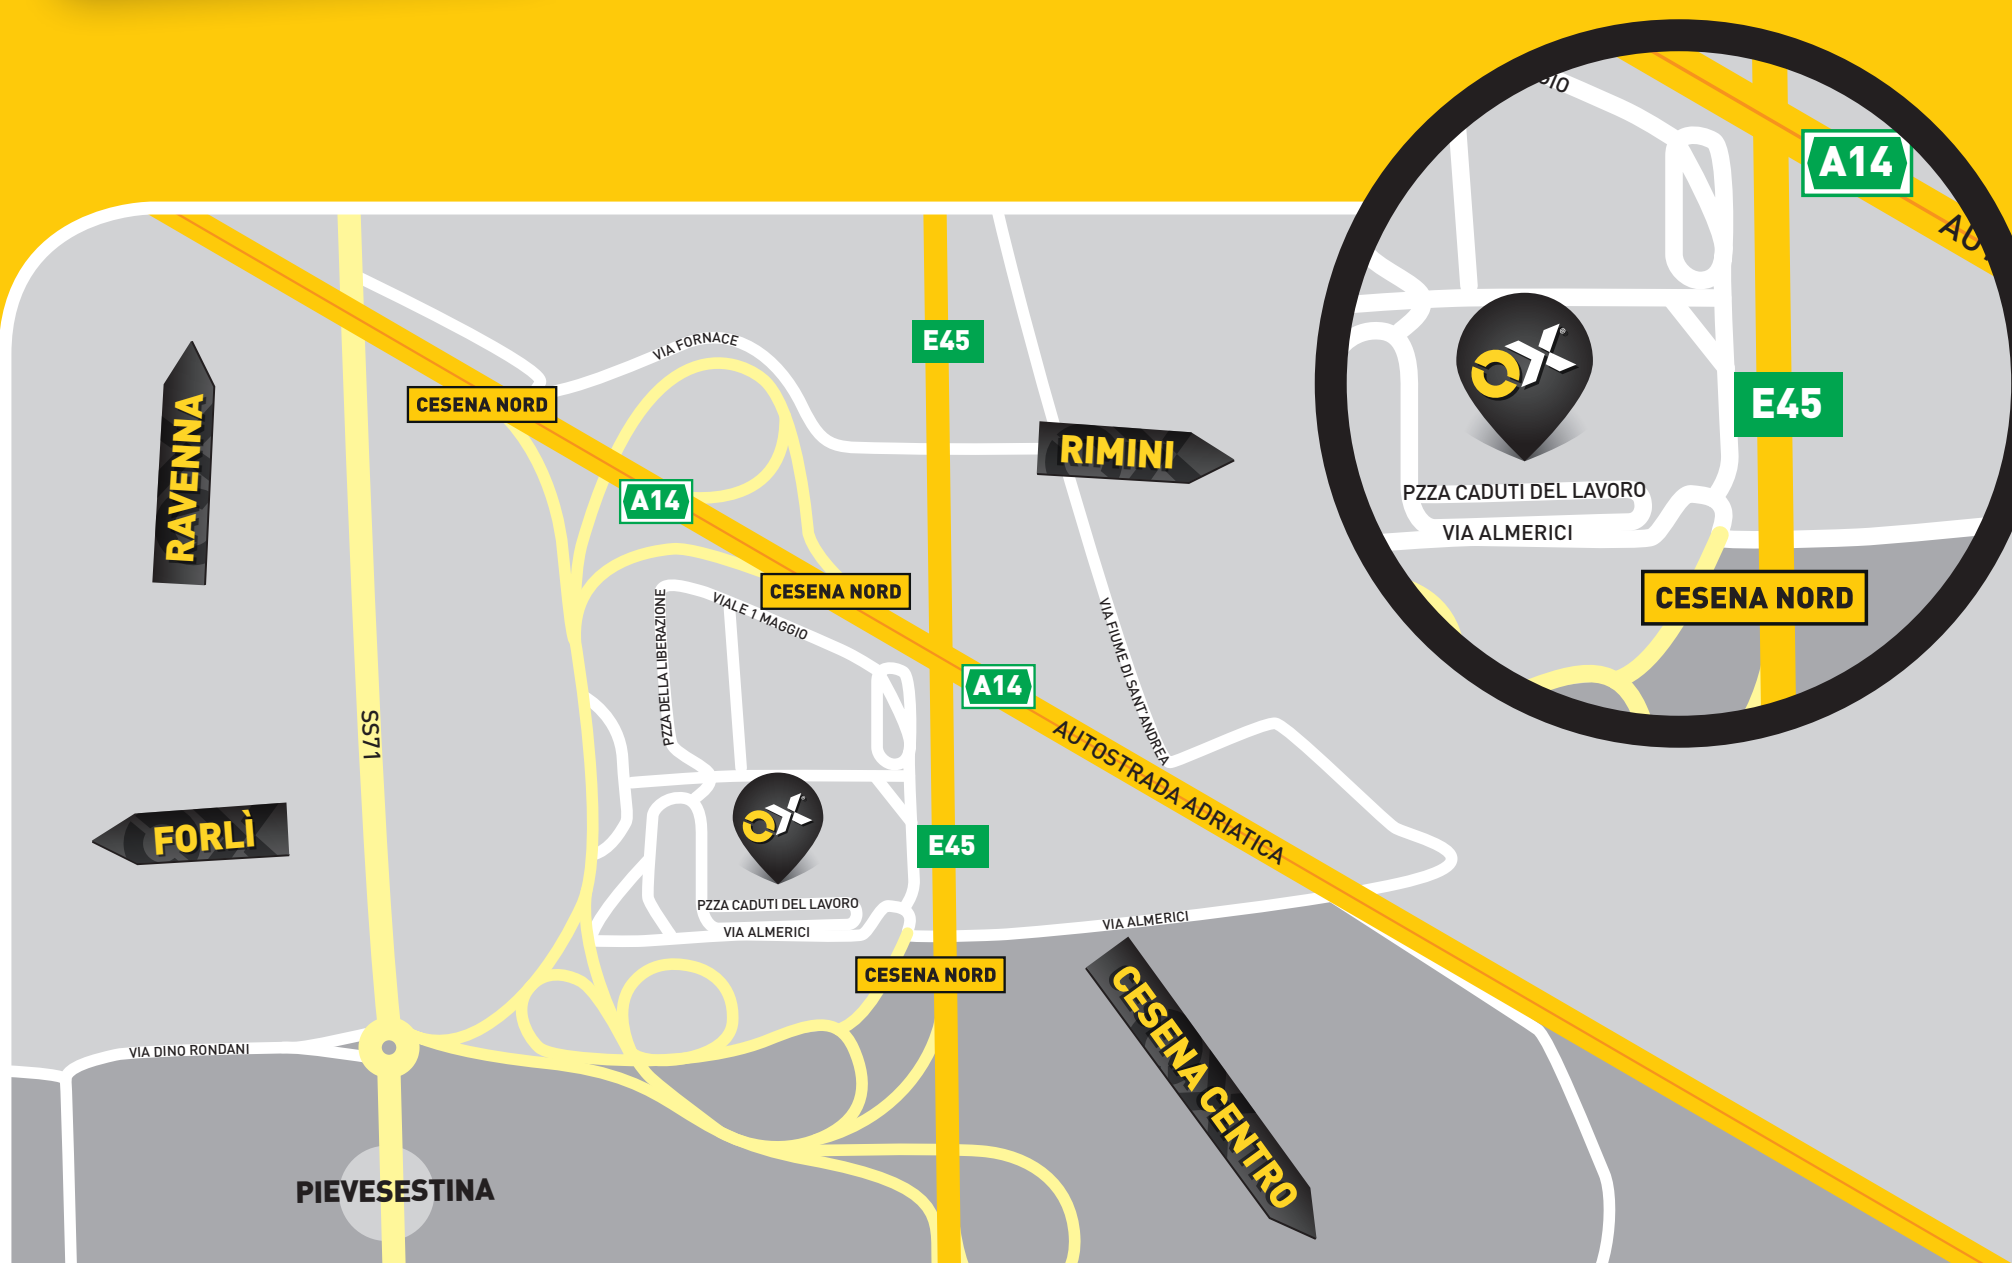 A14
E45
PZZA CADUTI DEL LAVORO
VIA ALMERICI
CESENA NORD
E45
VIA FORNACE
CESENA NORD
RAVENNA
RIMINI
A14
CESENA NORD
PZZA DELLA LIBERAZIONE
VIALE 1 MAGGIO
VIA FIUME DI SANT'ANDREA
A14
SS71
AUTOSTRADA ADRIATICA
FORLÌ
E45
PZZA CADUTI DEL LAVORO
VIA ALMERICI
VIA ALMERICI
CESENA NORD
CESENA CENTRO
VIA DINO RONDANI
PIEVESESTINA